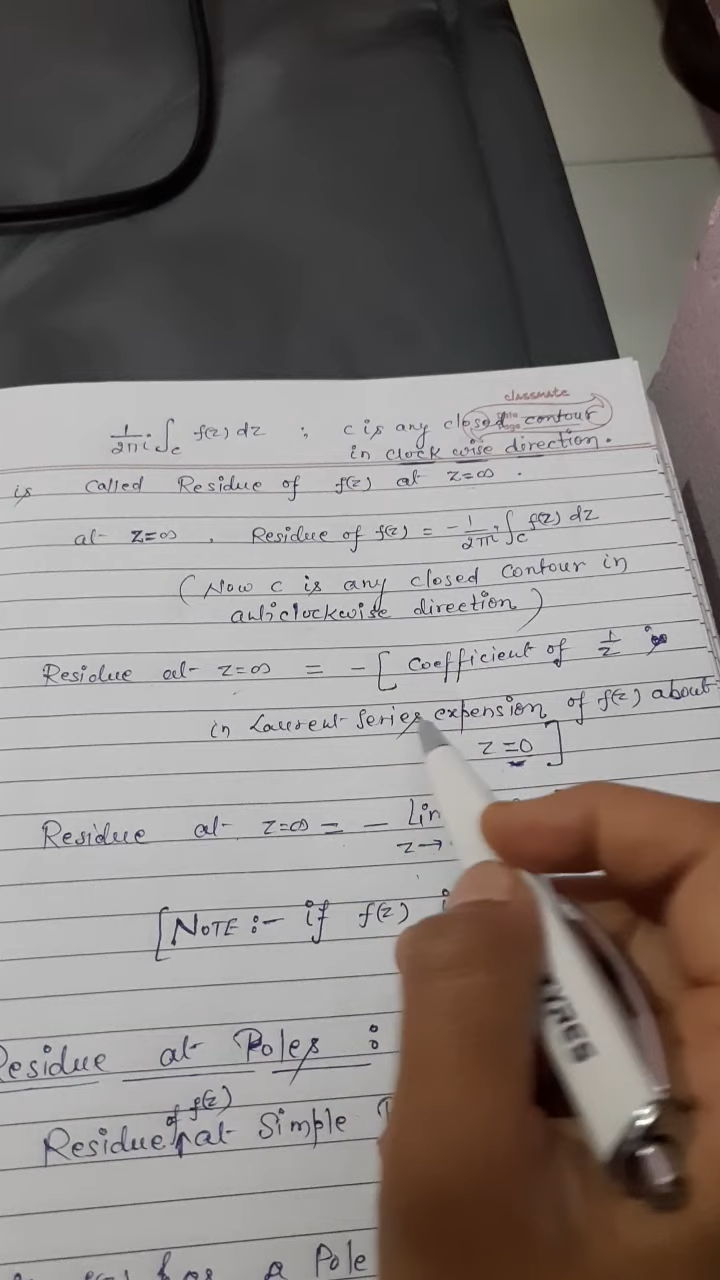 classmate
1/2πi ∫c f(z) dz ; c is any closed contour
in clock wise direction.
is called Residue of f(z) at z=∞ .
at z=∞ , Residue of f(z) = -1/2πi ∫c f(z) dz
( Now c is any closed contour in
anticlockwise direction )
Residue at z=∞ = - [ Coefficient of 1/z
in Laurent series expension of f(z) about
z=0 ]
Residue at z=∞ = - lim
z→
[NOTE :- if f(z)
Residue at Poles :
of f(z)
Residue at Simple
a Pole
YRES